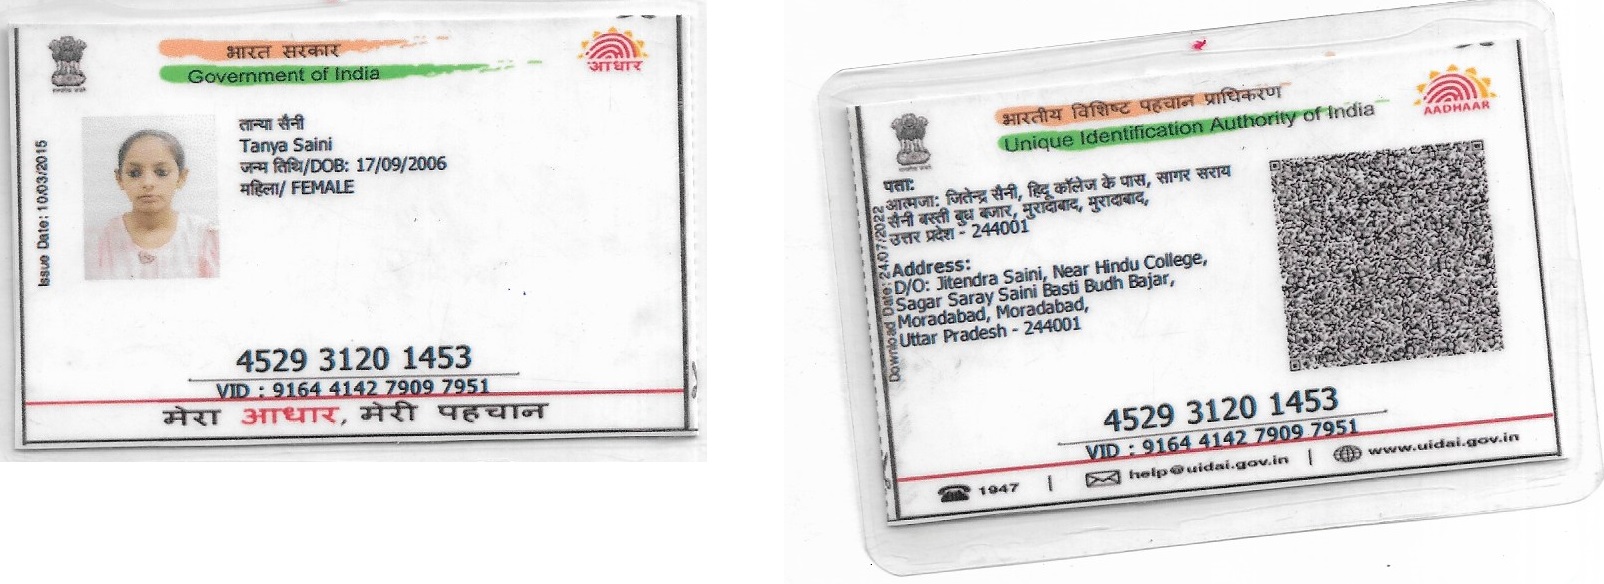 भारत सरकार
Government of India
आधार
Issue Date: 10/03/2015
तान्या सैनी
Tanya Saini
जन्म तिथि/DOB: 17/09/2006
महिला/ FEMALE
4529 3120 1453
VID : 9164 4142 7909 7951
मेरा आधार, मेरी पहचान
भारतीय विशिष्ट पहचान प्राधिकरण
Unique Identification Authority of India
AADHAAR
Download Date: 24/07/2022
पता:
आत्मजा: जितेन्द्र सैनी, हिंदू कॉलेज के पास, सागर सराय
सैनी बस्ती बुध बजार, मुरादाबाद, मुरादाबाद,
उत्तर प्रदेश - 244001
Address:
D/O: Jitendra Saini, Near Hindu College,
Sagar Saray Saini Basti Budh Bajar,
Moradabad, Moradabad,
Uttar Pradesh - 244001
4529 3120 1453
VID : 9164 4142 7909 7951
1947 | help@uidai.gov.in | www.uidai.gov.in